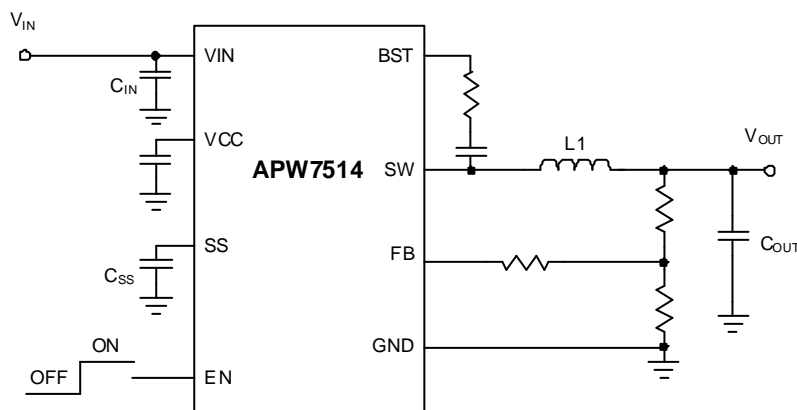 VIN
VIN
BST
CIN
VCC
APW7514
SW
L1
VOUT
SS
CSS
FB
COUT
GND
ON
OFF
EN